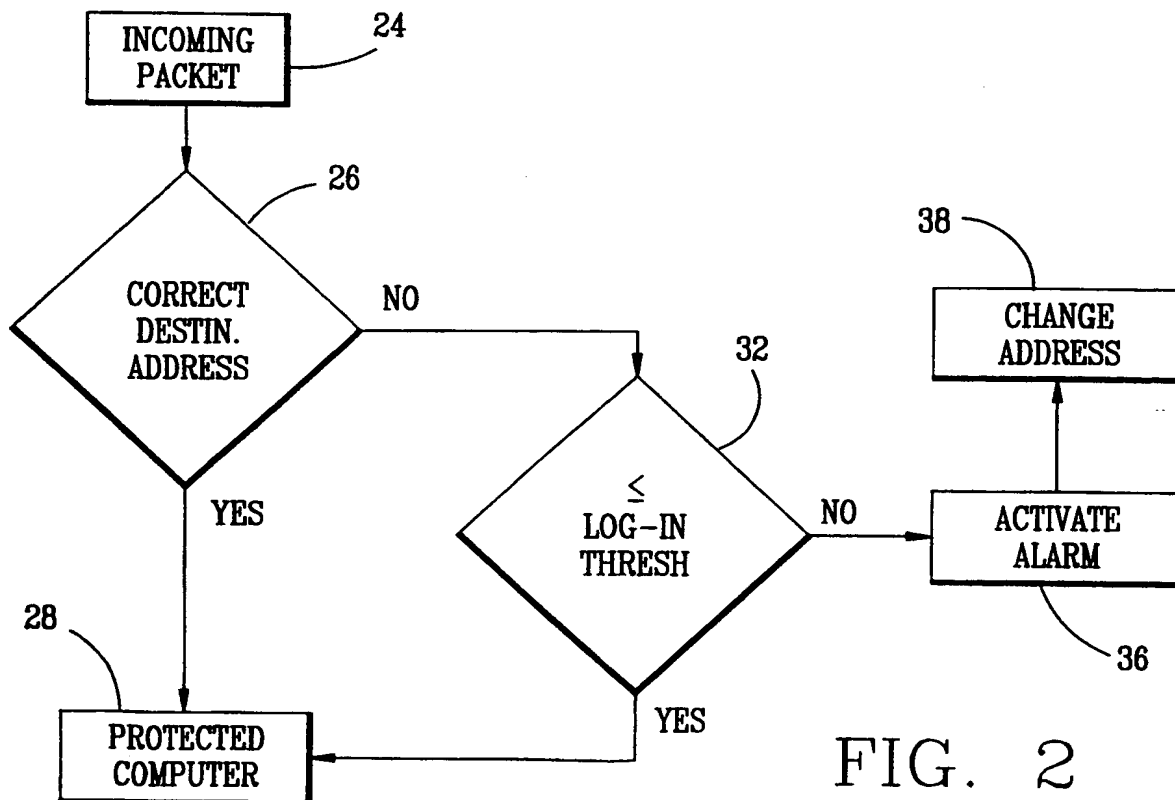 INCOMING
PACKET
24
26
CORRECT
DESTIN.
ADDRESS
NO
YES
32
≤
LOG-IN
THRESH
NO
YES
38
CHANGE
ADDRESS
ACTIVATE
ALARM
36
28
PROTECTED
COMPUTER
FIG. 2